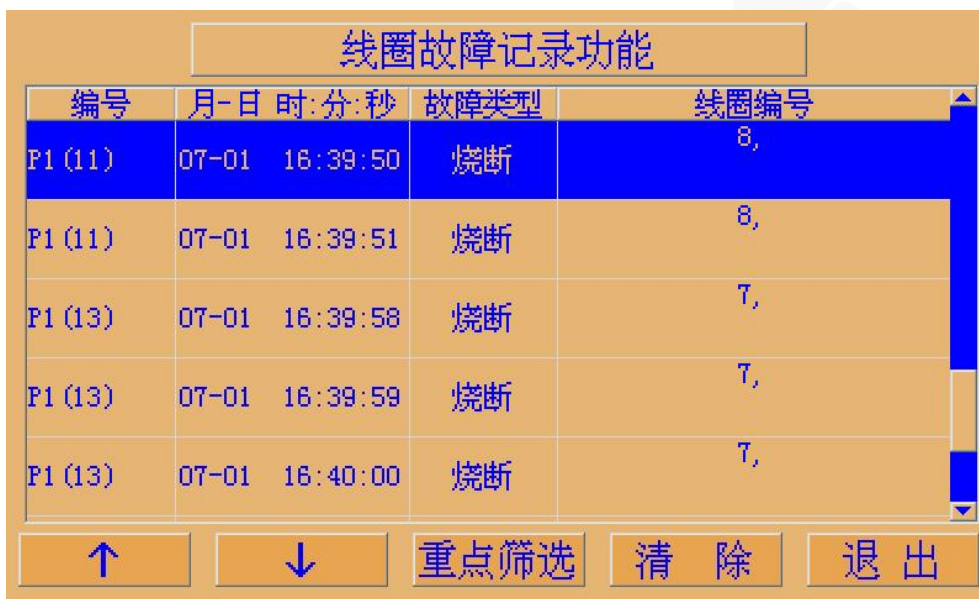 线圈故障记录功能
编号 月-日 时:分:秒 故障类型 线圈编号
P1(11) 07-01 16:39:50 烧断 8,
P1(11) 07-01 16:39:51 烧断 8,
P1(13) 07-01 16:39:58 烧断 7,
P1(13) 07-01 16:39:59 烧断 7,
P1(13) 07-01 16:40:00 烧断 7,
↑ ↓ 重点筛选 清 除 退 出